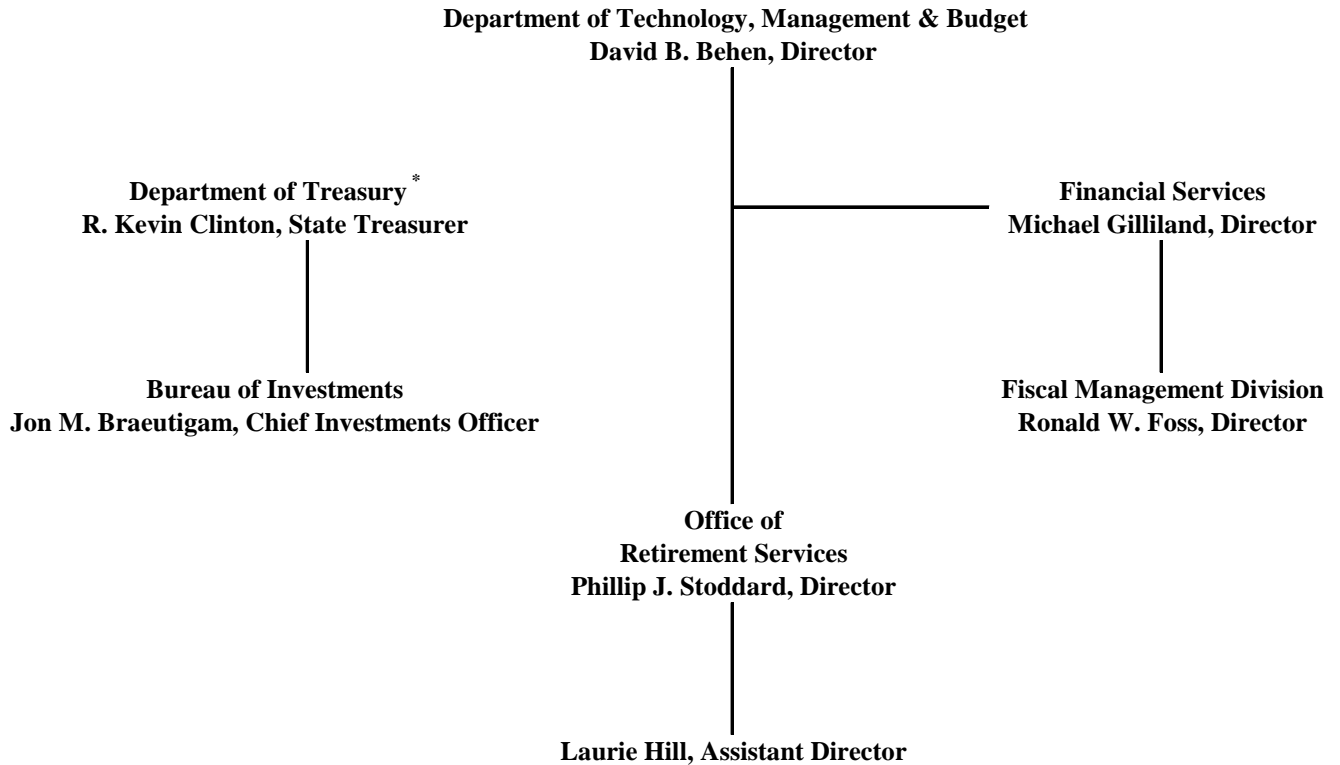 Department of Technology, Management & Budget
David B. Behen, Director
Department of Treasury *
R. Kevin Clinton, State Treasurer
Financial Services
Michael Gilliland, Director
Bureau of Investments
Jon M. Braeutigam, Chief Investments Officer
Fiscal Management Division
Ronald W. Foss, Director
Office of
Retirement Services
Phillip J. Stoddard, Director
Laurie Hill, Assistant Director